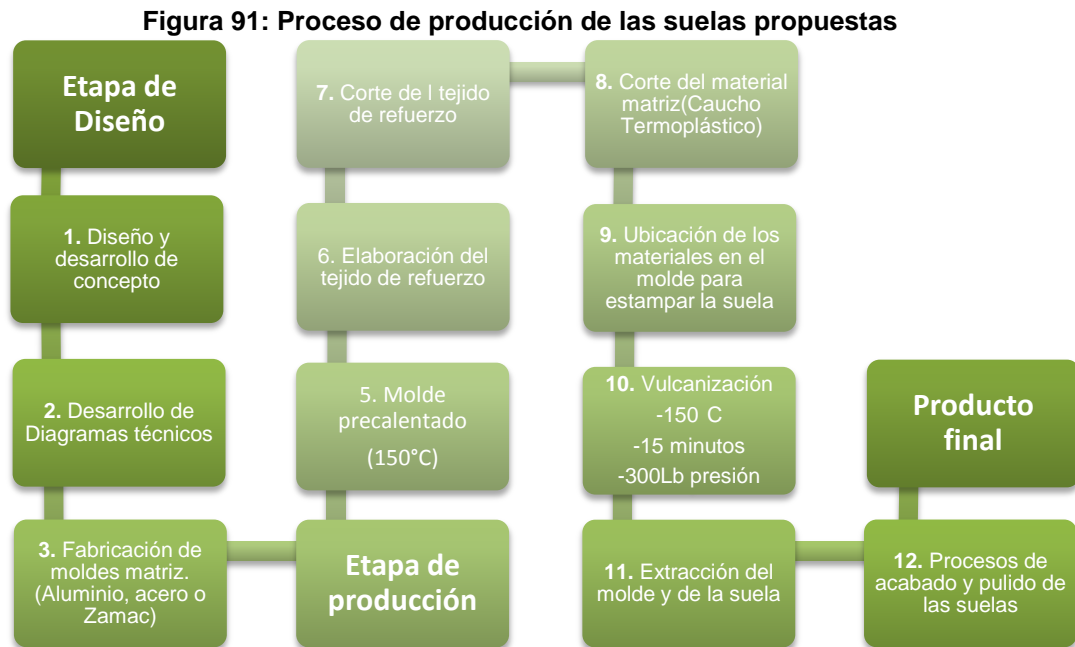 Figura 91: Proceso de producción de las suelas propuestas
Etapa de
Diseño
1. Diseño y
desarrollo de
concepto
2. Desarrollo de
Diagramas técnicos
3. Fabricación de
moldes matriz.
(Aluminio, acero o
Zamac)
Etapa de
producción
5. Molde
precalentado
(150°C)
6. Elaboración del
tejido de refuerzo
7. Corte de l tejido
de refuerzo
8. Corte del material
matriz(Caucho
Termoplástico)
9. Ubicación de los
materiales en el
molde para
estampar la suela
10. Vulcanización
-150 C
-15 minutos
-300Lb presión
11. Extracción del
molde y de la suela
12. Procesos de
acabado y pulido de
las suelas
Producto
final